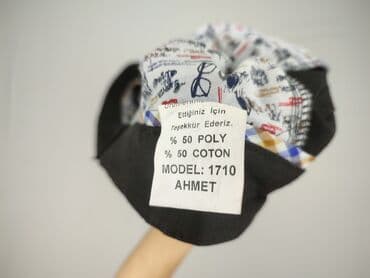 Ettiğiniz İçin
Teşekkür Ederiz.
% 50 POLY
% 50 COTON
MODEL: 1710
AHMET